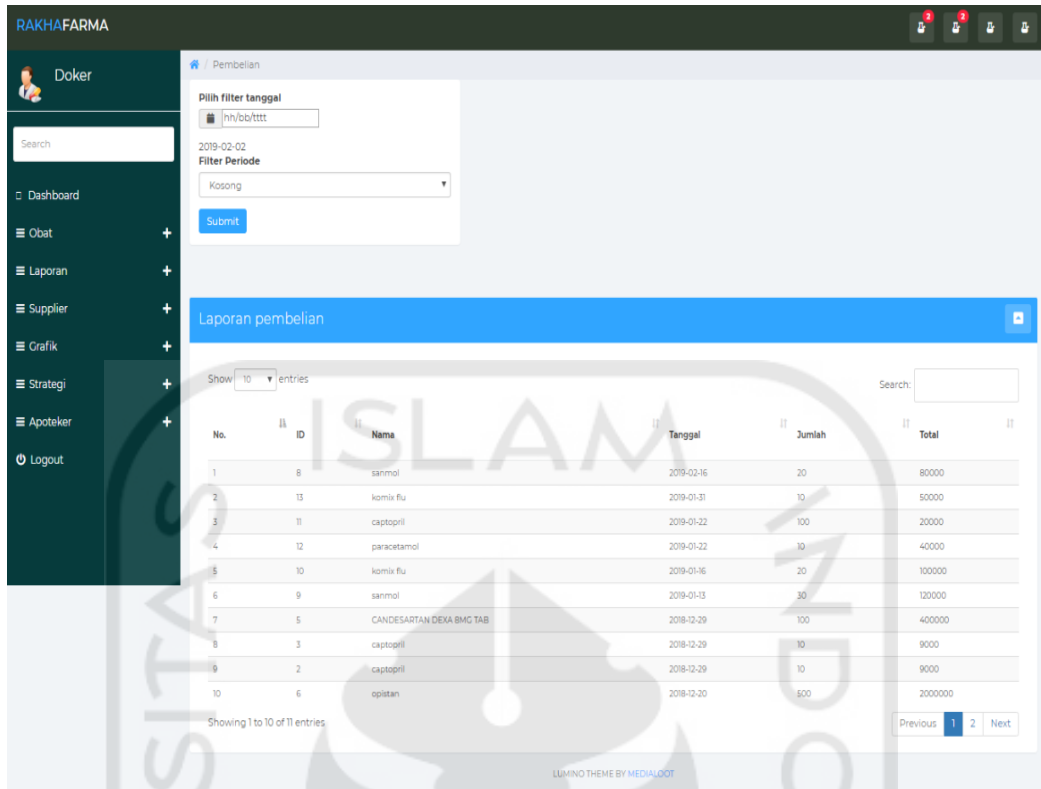 RAKHAFARMA
2 2
Doker
Search
Dashboard
Obat
Laporan
Supplier
Grafik
Strategi
Apoteker
Logout
/ Pembelian
Pilih filter tanggal
hh/bb/tttt
2019-02-02
Filter Periode
Kosong
Submit
Laporan pembelian
Show 10 entries
Search:
No. ID Nama Tanggal Jumlah Total
1 8 sanmol 2019-02-16 20 80000
2 13 komix flu 2019-01-31 10 50000
3 11 captopril 2019-01-22 100 20000
4 12 paracetamol 2019-01-22 10 40000
5 10 komix flu 2019-01-16 20 100000
6 9 sanmol 2019-01-13 30 120000
7 5 CANDESARTAN DEXA BMG TAB 2018-12-29 100 400000
8 3 captopril 2018-12-29 10 9000
9 2 captopril 2018-12-29 10 9000
10 6 opistan 2018-12-20 500 2000000
Showing 1 to 10 of 11 entries
Previous 1 2 Next
LUMINO THEME BY MEDIALOOT
SITAS ISLAM INDO